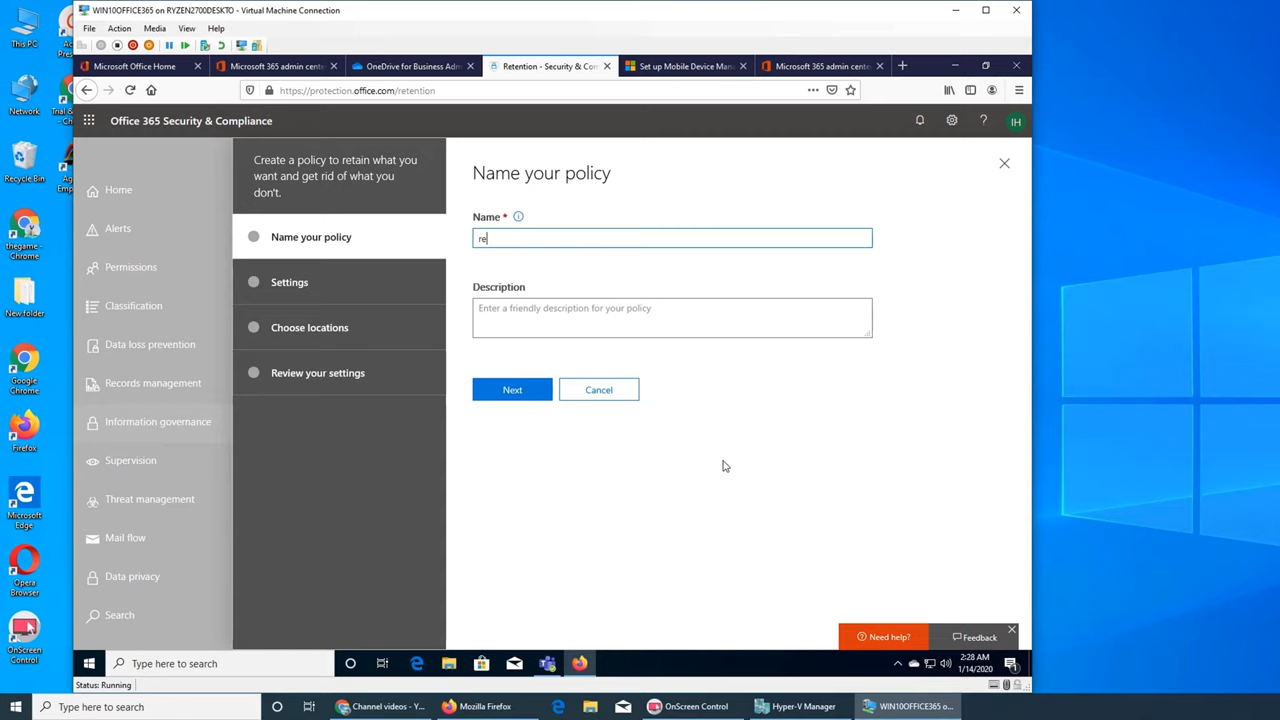 WIN10OFFICE365 on RYZEN2700DESKTO - Virtual Machine Connection
File Action Media View Help
Microsoft Office Home
Microsoft 365 admin cente
OneDrive for Business Adm
Retention - Security & Com
Set up Mobile Device Mana
Microsoft 365 admin cente
https://protection.office.com/retention
Office 365 Security & Compliance
IH
Home
Alerts
Permissions
Classification
Data loss prevention
Records management
Information governance
Supervision
Threat management
Mail flow
Data privacy
Search
Create a policy to retain what you
want and get rid of what you
don't.
Name your policy
Settings
Choose locations
Review your settings
Name your policy
Name *
re
Description
Enter a friendly description for your policy
Next
Cancel
Need help?
Feedback
Type here to search
2:28 AM
1/14/2020
Status: Running
This PC
Network
Recycle Bin
thegame -
Chrome
New folder
Google
Chrome
Firefox
Microsoft
Edge
Opera
Browser
OnScreen
Control
Type here to search
Channel videos - Y...
Mozilla Firefox
OnScreen Control
Hyper-V Manager
WIN10OFFICE365 o...